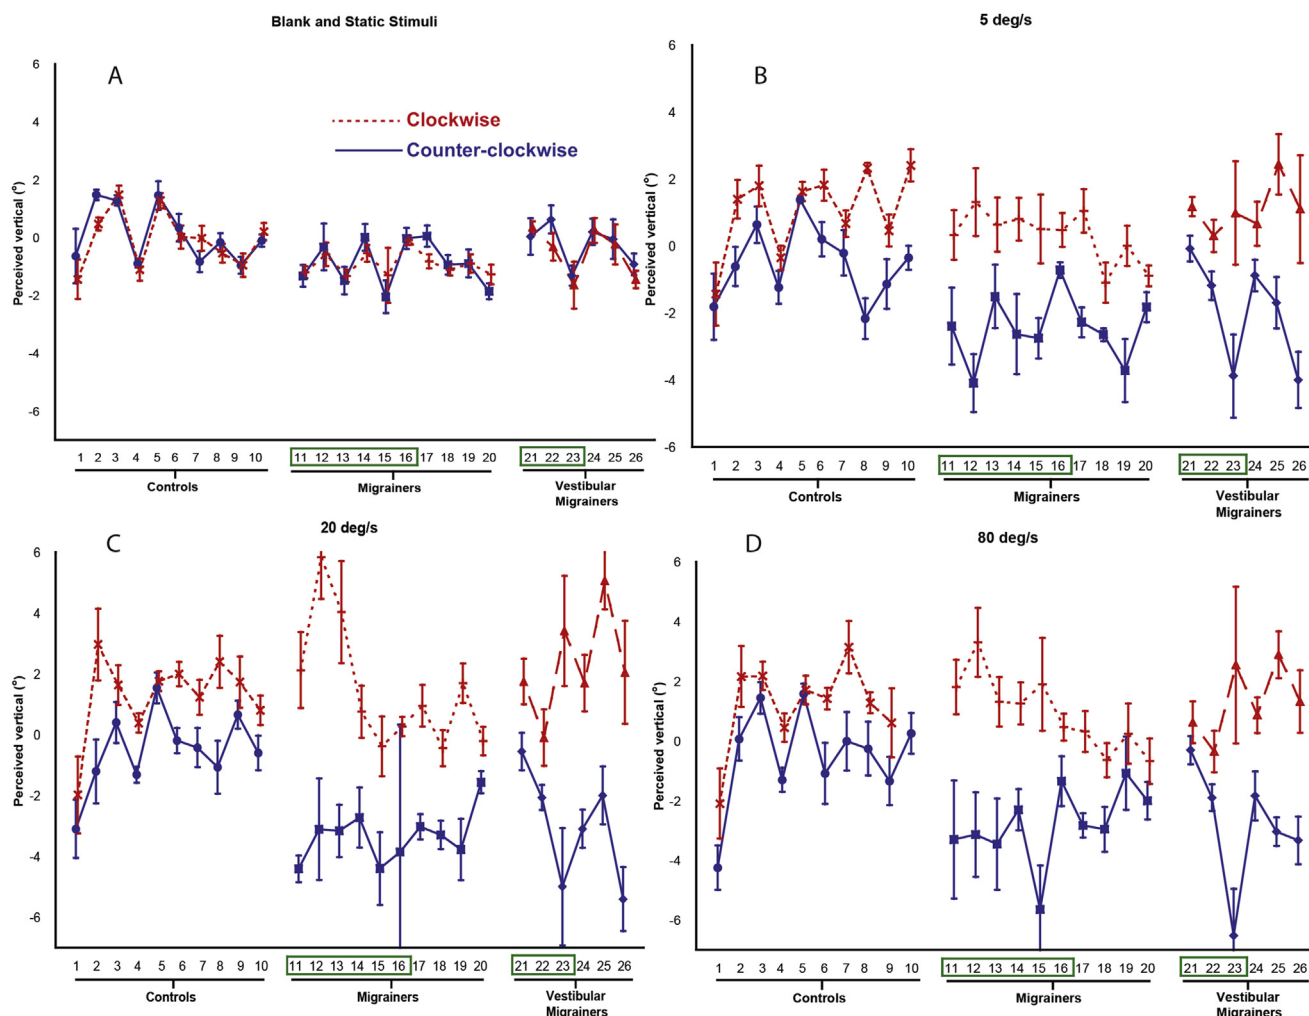 Blank and Static Stimuli
A
6
4
2
0
-2
-4
-6
Perceived vertical (°)
Clockwise
Counter-clockwise
1 2 3 4 5 6 7 8 9 10 11 12 13 14 15 16 17 18 19 20 21 22 23 24 25 26
Controls Migrainers Vestibular
Migrainers
5 deg/s
B
6
4
2
0
-2
-4
-6
Perceived vertical (°)
1 2 3 4 5 6 7 8 9 10 11 12 13 14 15 16 17 18 19 20 21 22 23 24 25 26
Controls Migrainers Vestibular
Migrainers
20 deg/s
C
6
4
2
0
-2
-4
-6
Perceived vertical (°)
1 2 3 4 5 6 7 8 9 10 11 12 13 14 15 16 17 18 19 20 21 22 23 24 25 26
Controls Migrainers Vestibular
Migrainers
80 deg/s
D
6
4
2
0
-2
-4
-6
Perceived vertical (°)
1 2 3 4 5 6 7 8 9 10 11 12 13 14 15 16 17 18 19 20 21 22 23 24 25 26
Controls Migrainers Vestibular
Migrainers